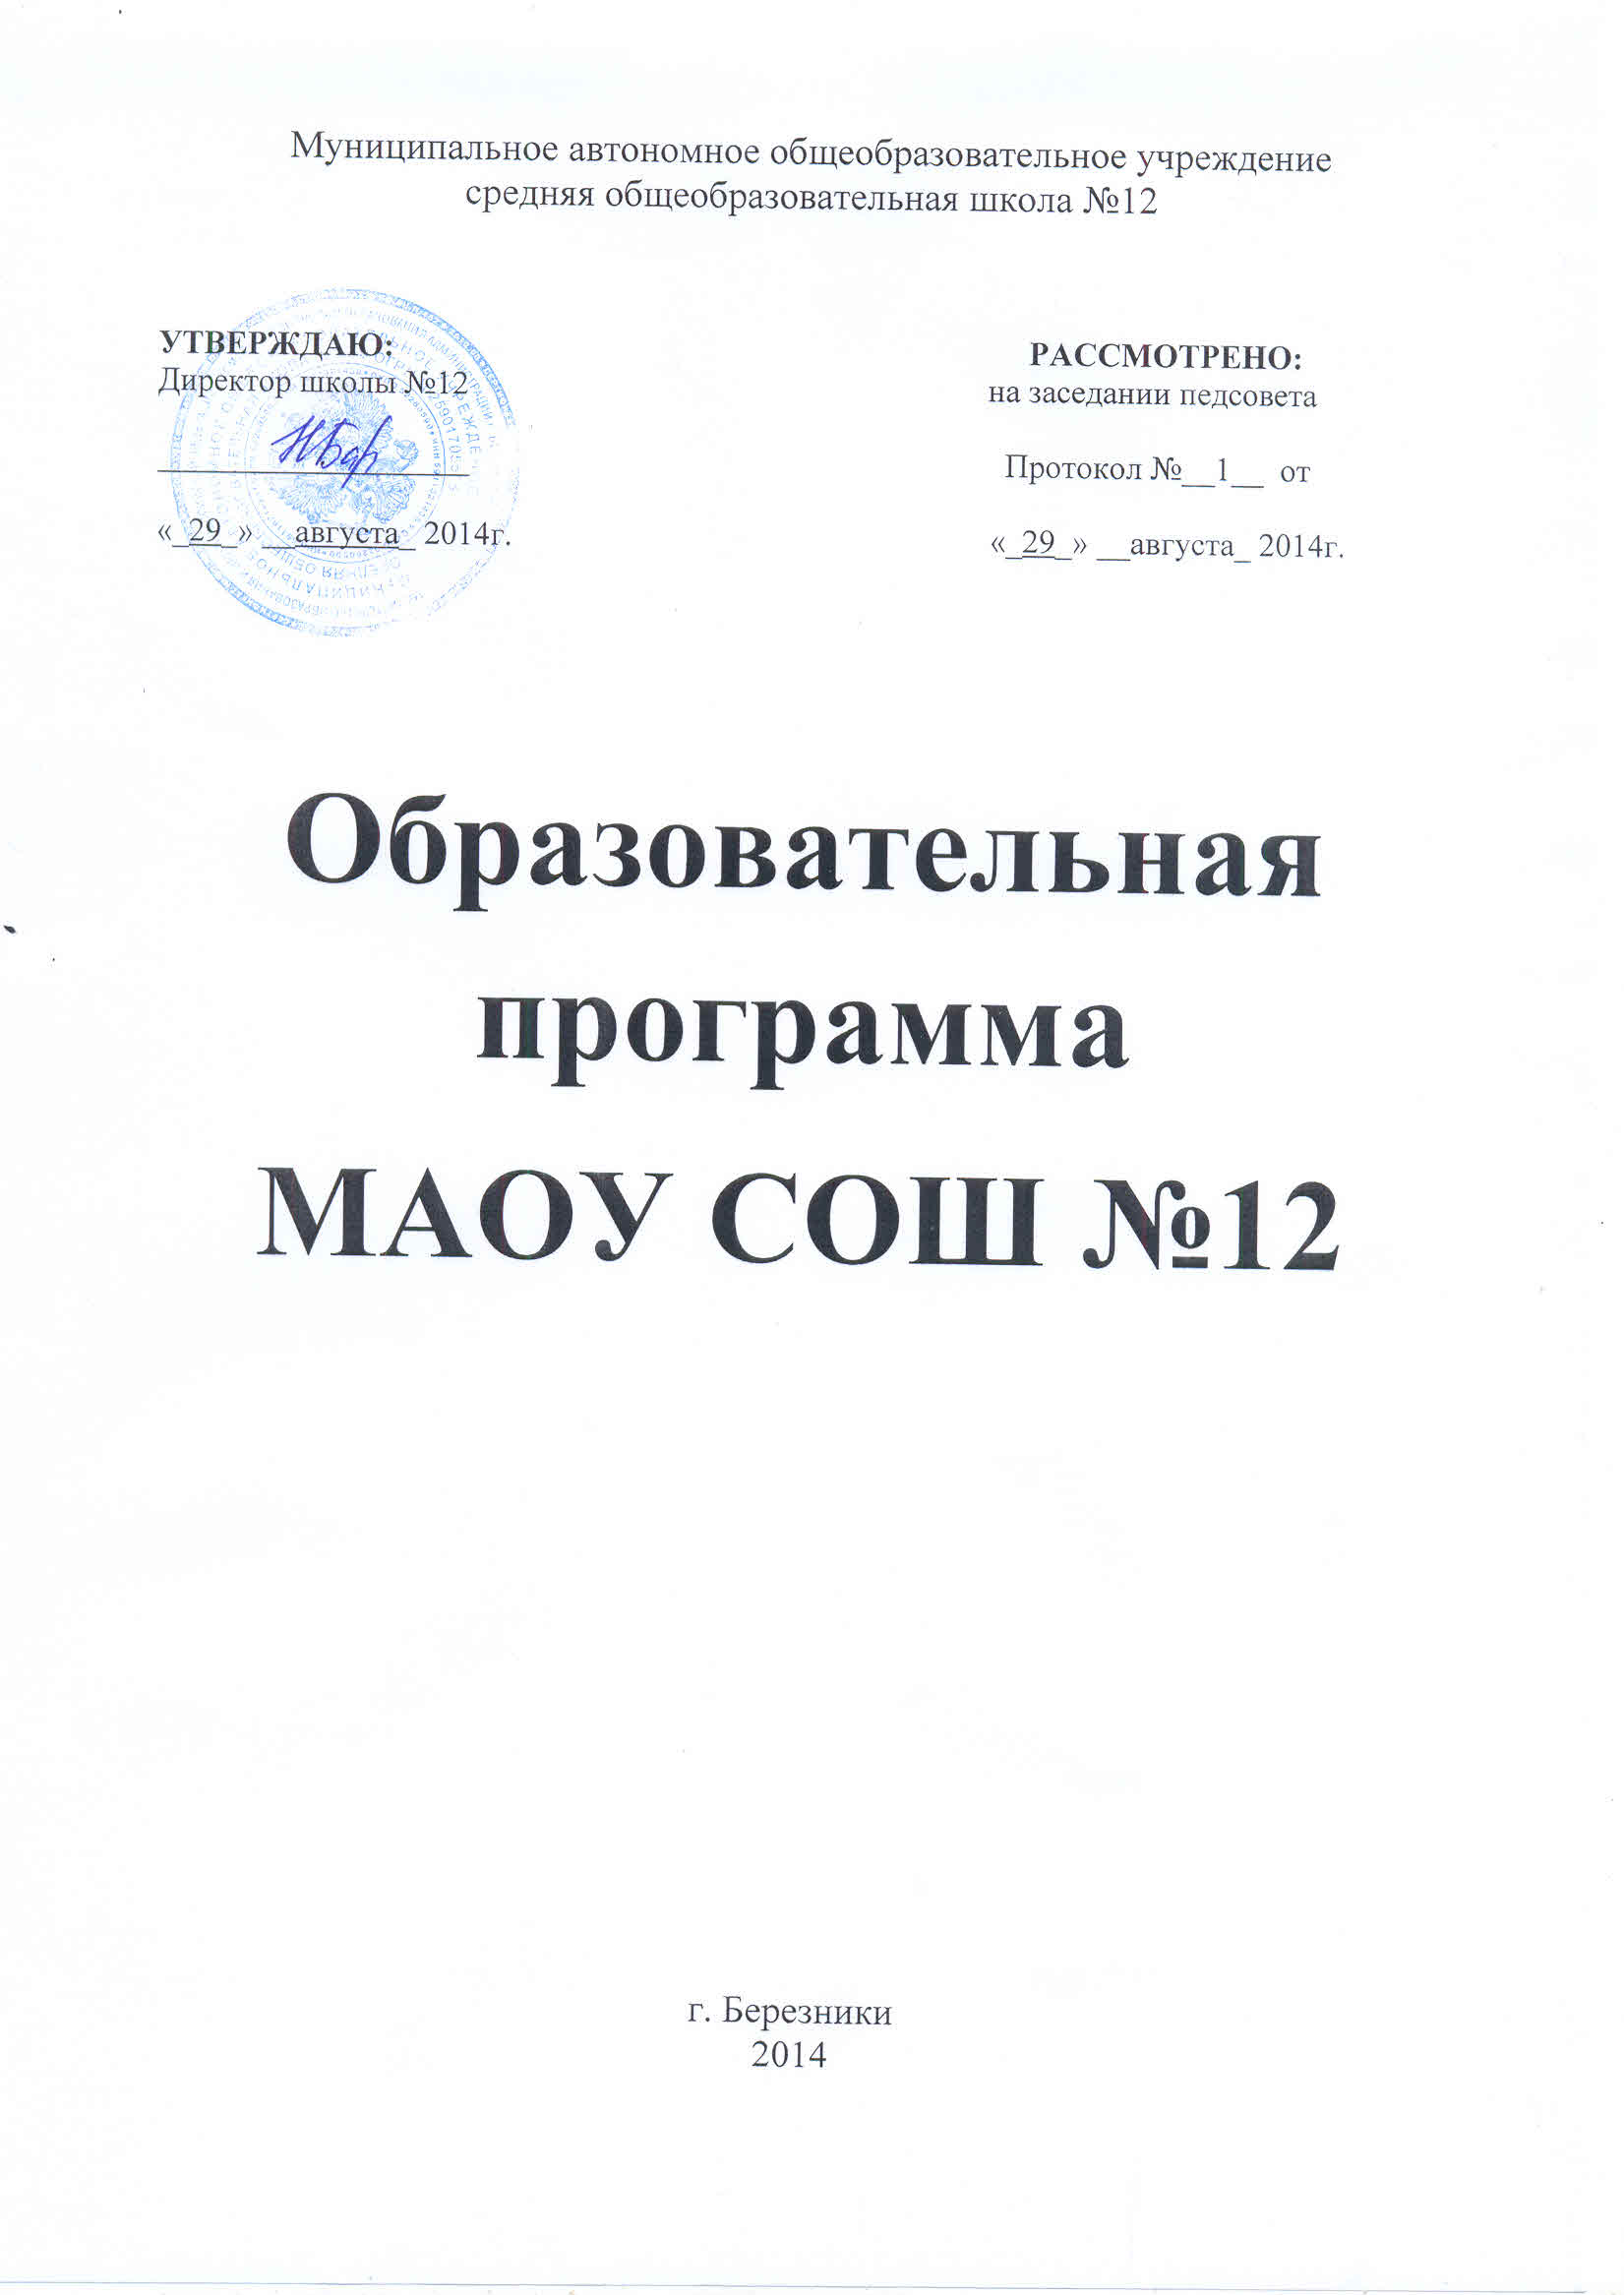 Муниципальное автономное общеобразовательное учреждение
средняя общеобразовательная школа №12
УТВЕРЖДАЮ:
Директор школы №12
«_29_» __августа_ 2014г.
РАССМОТРЕНО:
на заседании педсовета
Протокол №__1__ от
«_29_» __августа_ 2014г.
Образовательная
программа
МАОУ СОШ №12
г. Березники
2014